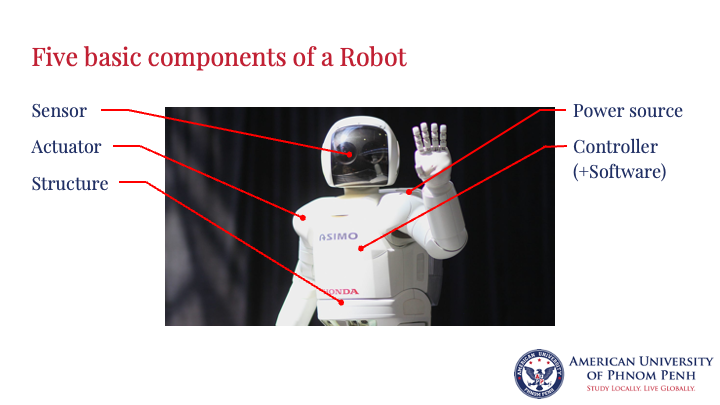 Five basic components of a Robot
Sensor
Actuator
Structure
Power source
Controller
(+Software)
ASIMO
HONDA
AMERICAN UNIVERSITY
OF PHNOM PENH
STUDY LOCALLY. LIVE GLOBALLY.
AMERICAN UNIVERSITY
OF PHNOM PENH